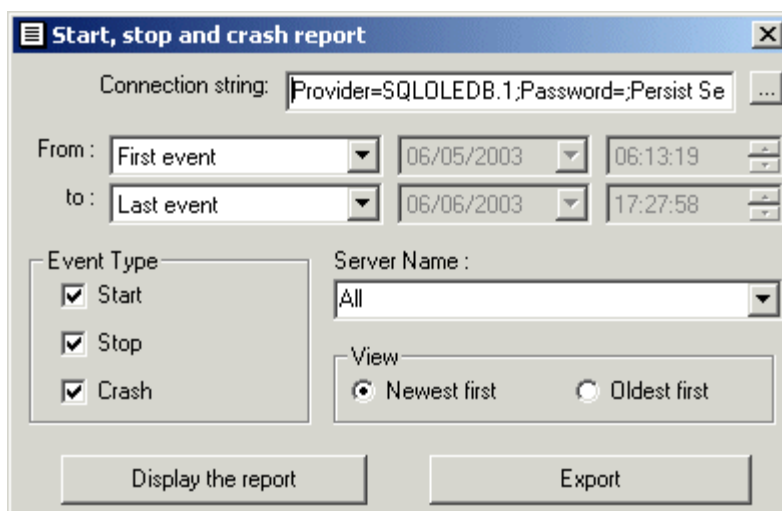 Start, stop and crash report
Connection string: Provider=SQLOLEDB.1;Password=;Persist Se ...
From : First event 06/05/2003 06:13:19
to : Last event 06/06/2003 17:27:58
Event Type
Start
Stop
Crash
Server Name :
All
View
Newest first Oldest first
Display the report Export